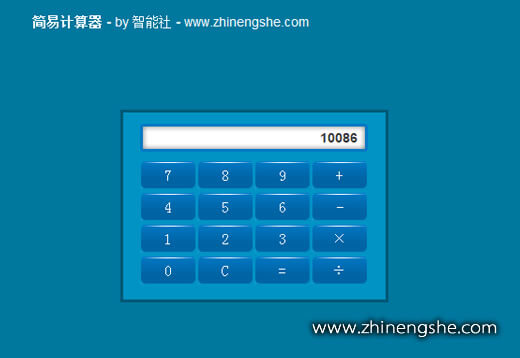 简易计算器 - by 智能社 - www.zhinengshe.com
10086
7 8 9 +
4 5 6 -
1 2 3 ×
0 C = ÷
www.zhinengshe.com